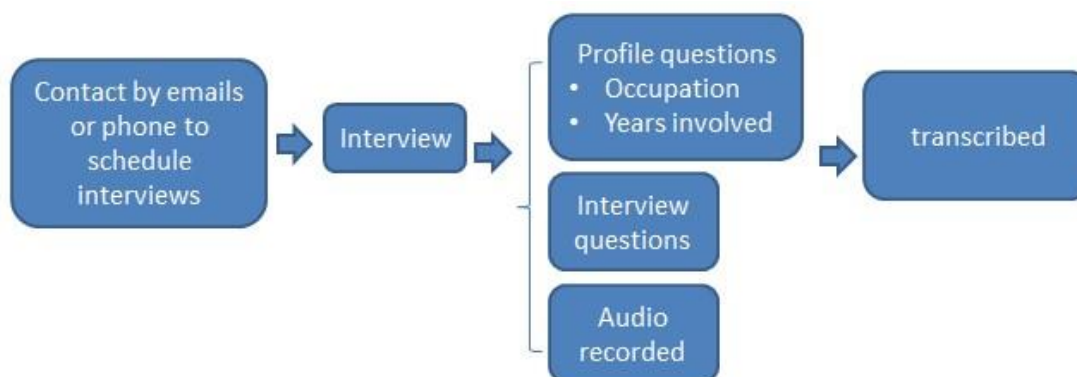 Contact by emails
or phone to
schedule
interviews
Interview
Profile questions
• Occupation
• Years involved
Interview
questions
Audio
recorded
transcribed